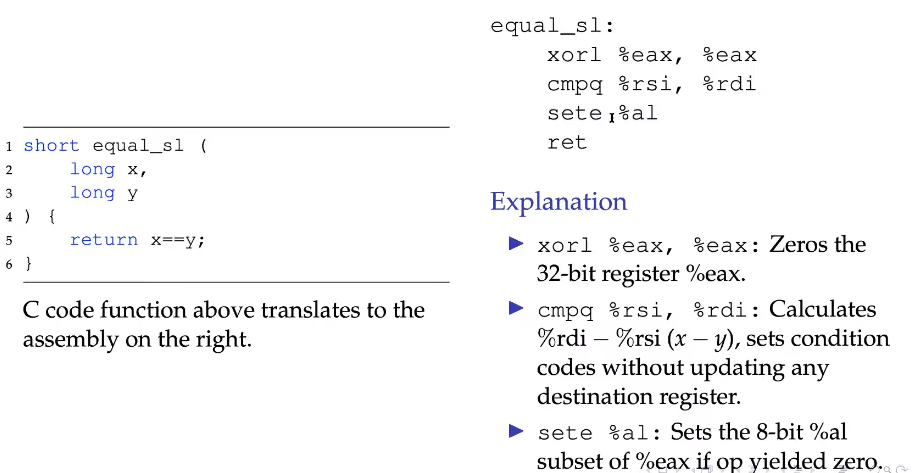 1 short equal_sl (
2     long x,
3     long y
4 ) {
5     return x==y;
6 }
C code function above translates to the
assembly on the right.
equal_sl:
    xorl %eax, %eax
    cmpq %rsi, %rdi
    sete %al
    ret
Explanation
▶ xorl %eax, %eax: Zeros the
32-bit register %eax.
▶ cmpq %rsi, %rdi: Calculates
%rdi − %rsi (x − y), sets condition
codes without updating any
destination register.
▶ sete %al: Sets the 8-bit %al
subset of %eax if op yielded zero.